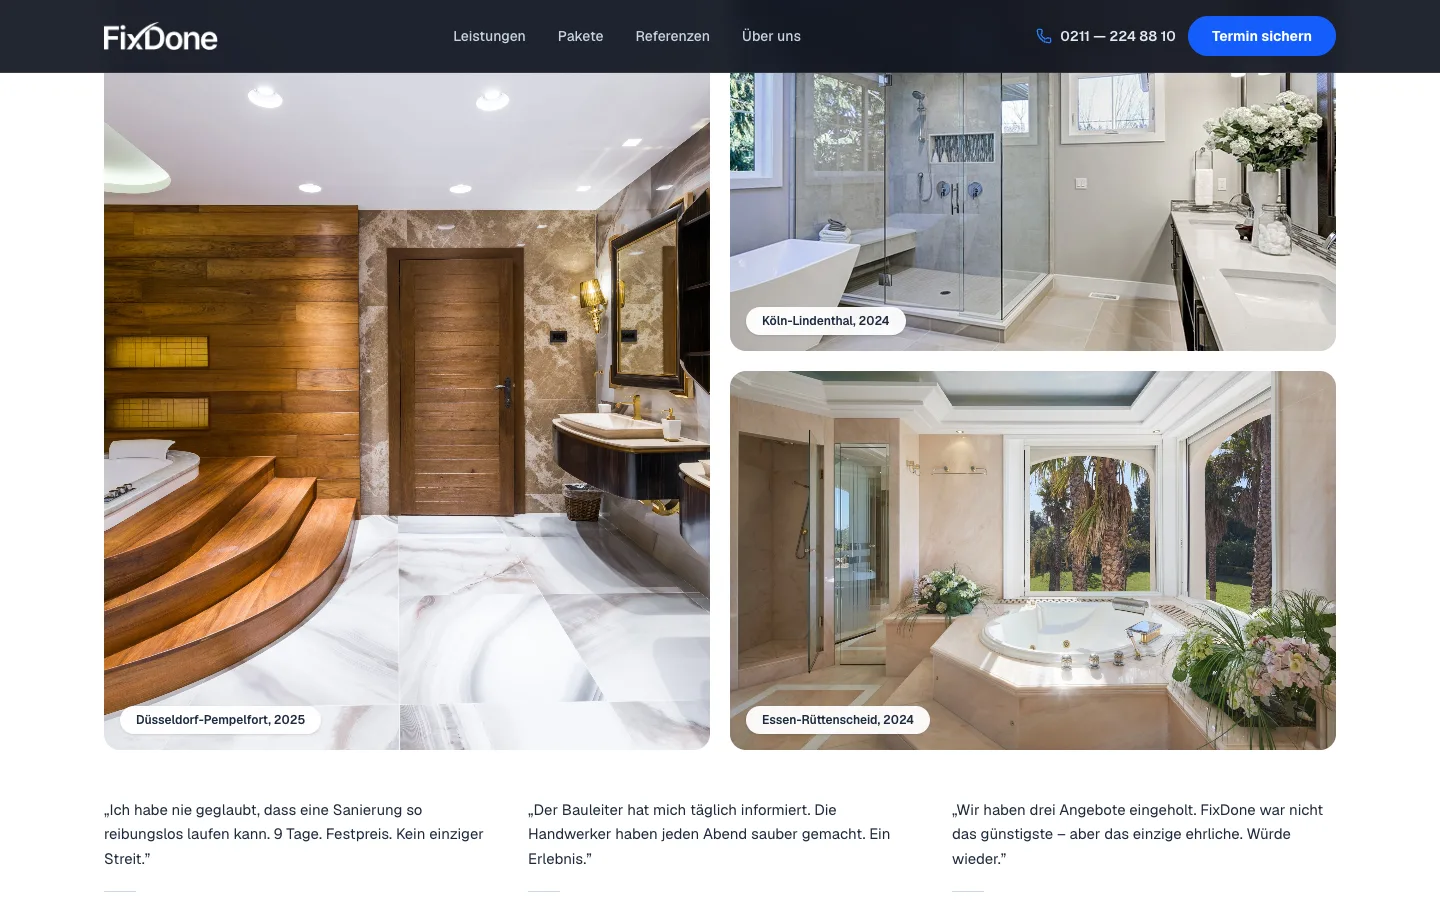 FixDone
Leistungen
Pakete
Referenzen
Über uns
0211 — 224 88 10
Termin sichern
Köln-Lindenthal, 2024
Düsseldorf-Pempelfort, 2025
Essen-Rüttenscheid, 2024
„Ich habe nie geglaubt, dass eine Sanierung so
reibungslos laufen kann. 9 Tage. Festpreis. Kein einziger
Streit.”
„Der Bauleiter hat mich täglich informiert. Die
Handwerker haben jeden Abend sauber gemacht. Ein
Erlebnis.”
„Wir haben drei Angebote eingeholt. FixDone war nicht
das günstigste – aber das einzige ehrliche. Würde
wieder.”